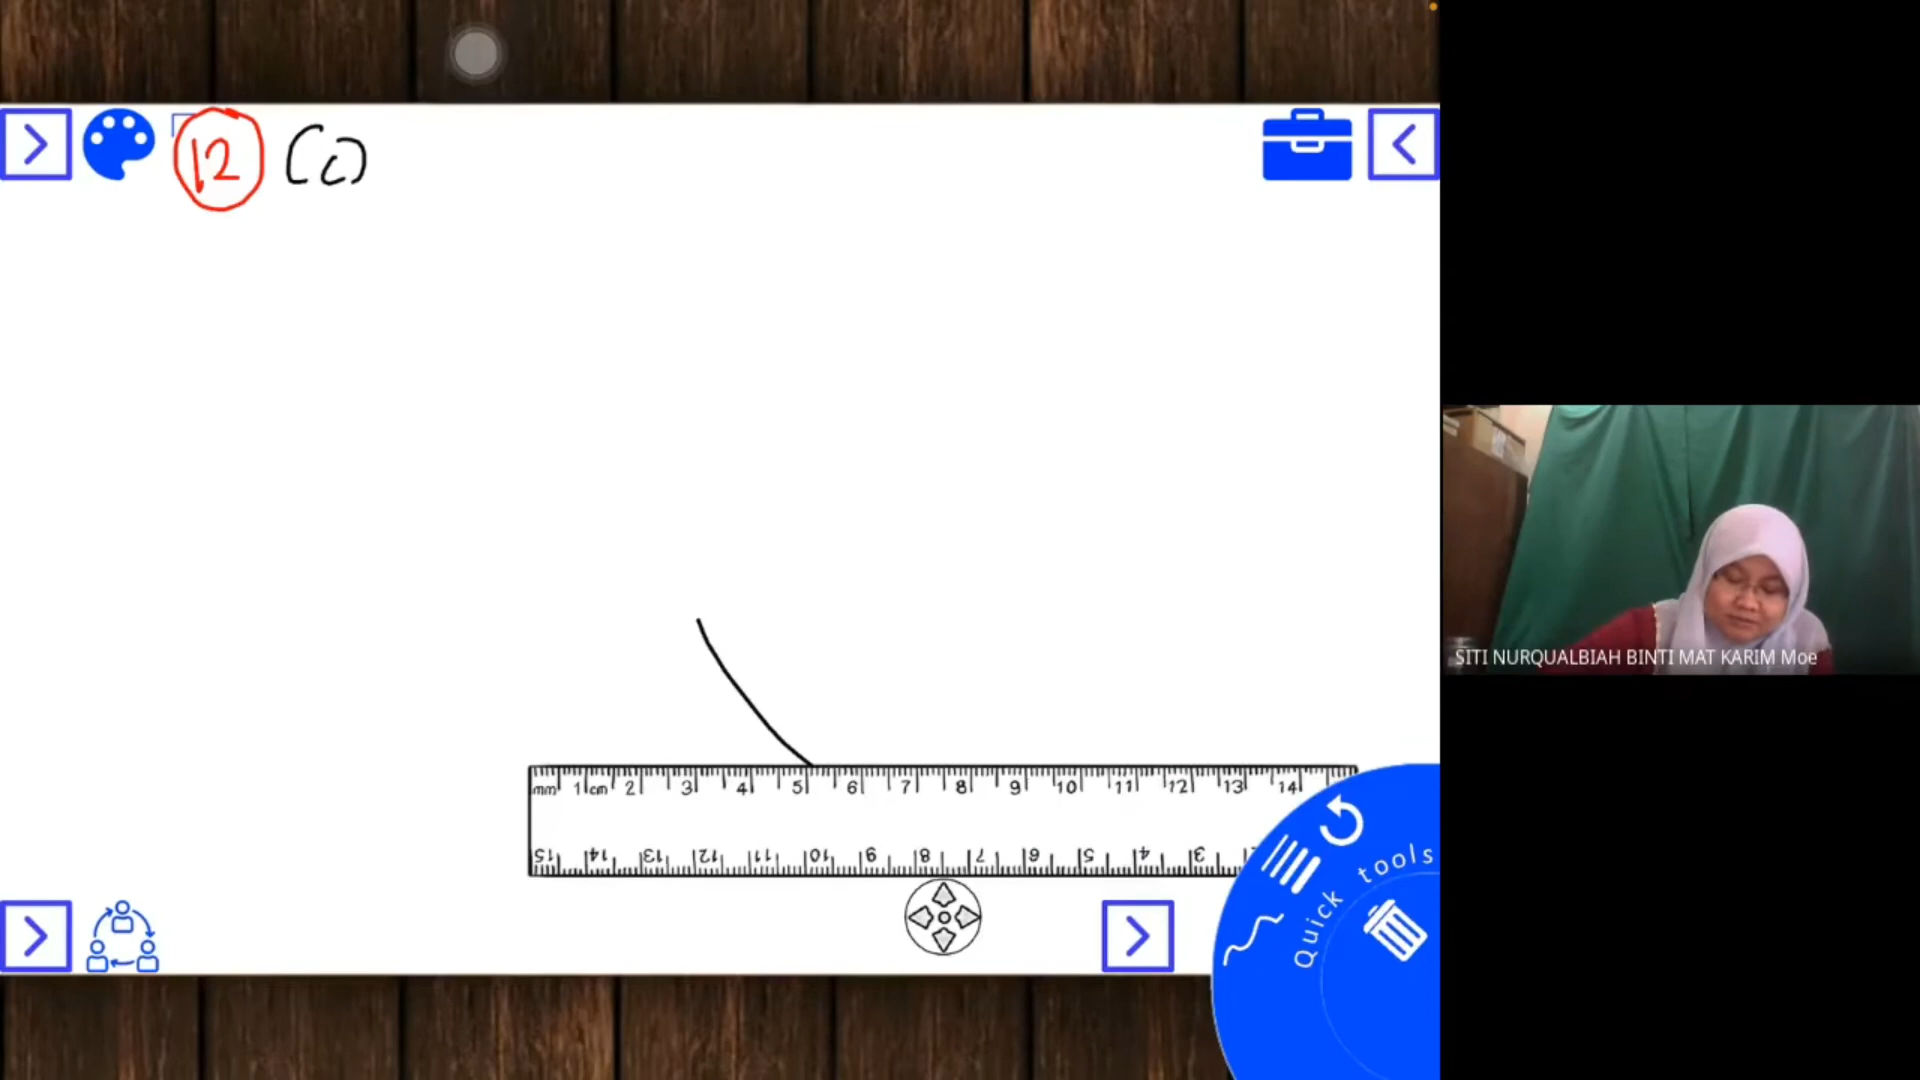 12 (c)
SITI NURQUALBIAH BINTI MAT KARIM Moe
mm 1 cm 2 3 4 5 6 7 8 9 10 11 12 13 14
15 14 13 12 11 10 9 8 7 6 5 4 3
Quick tools